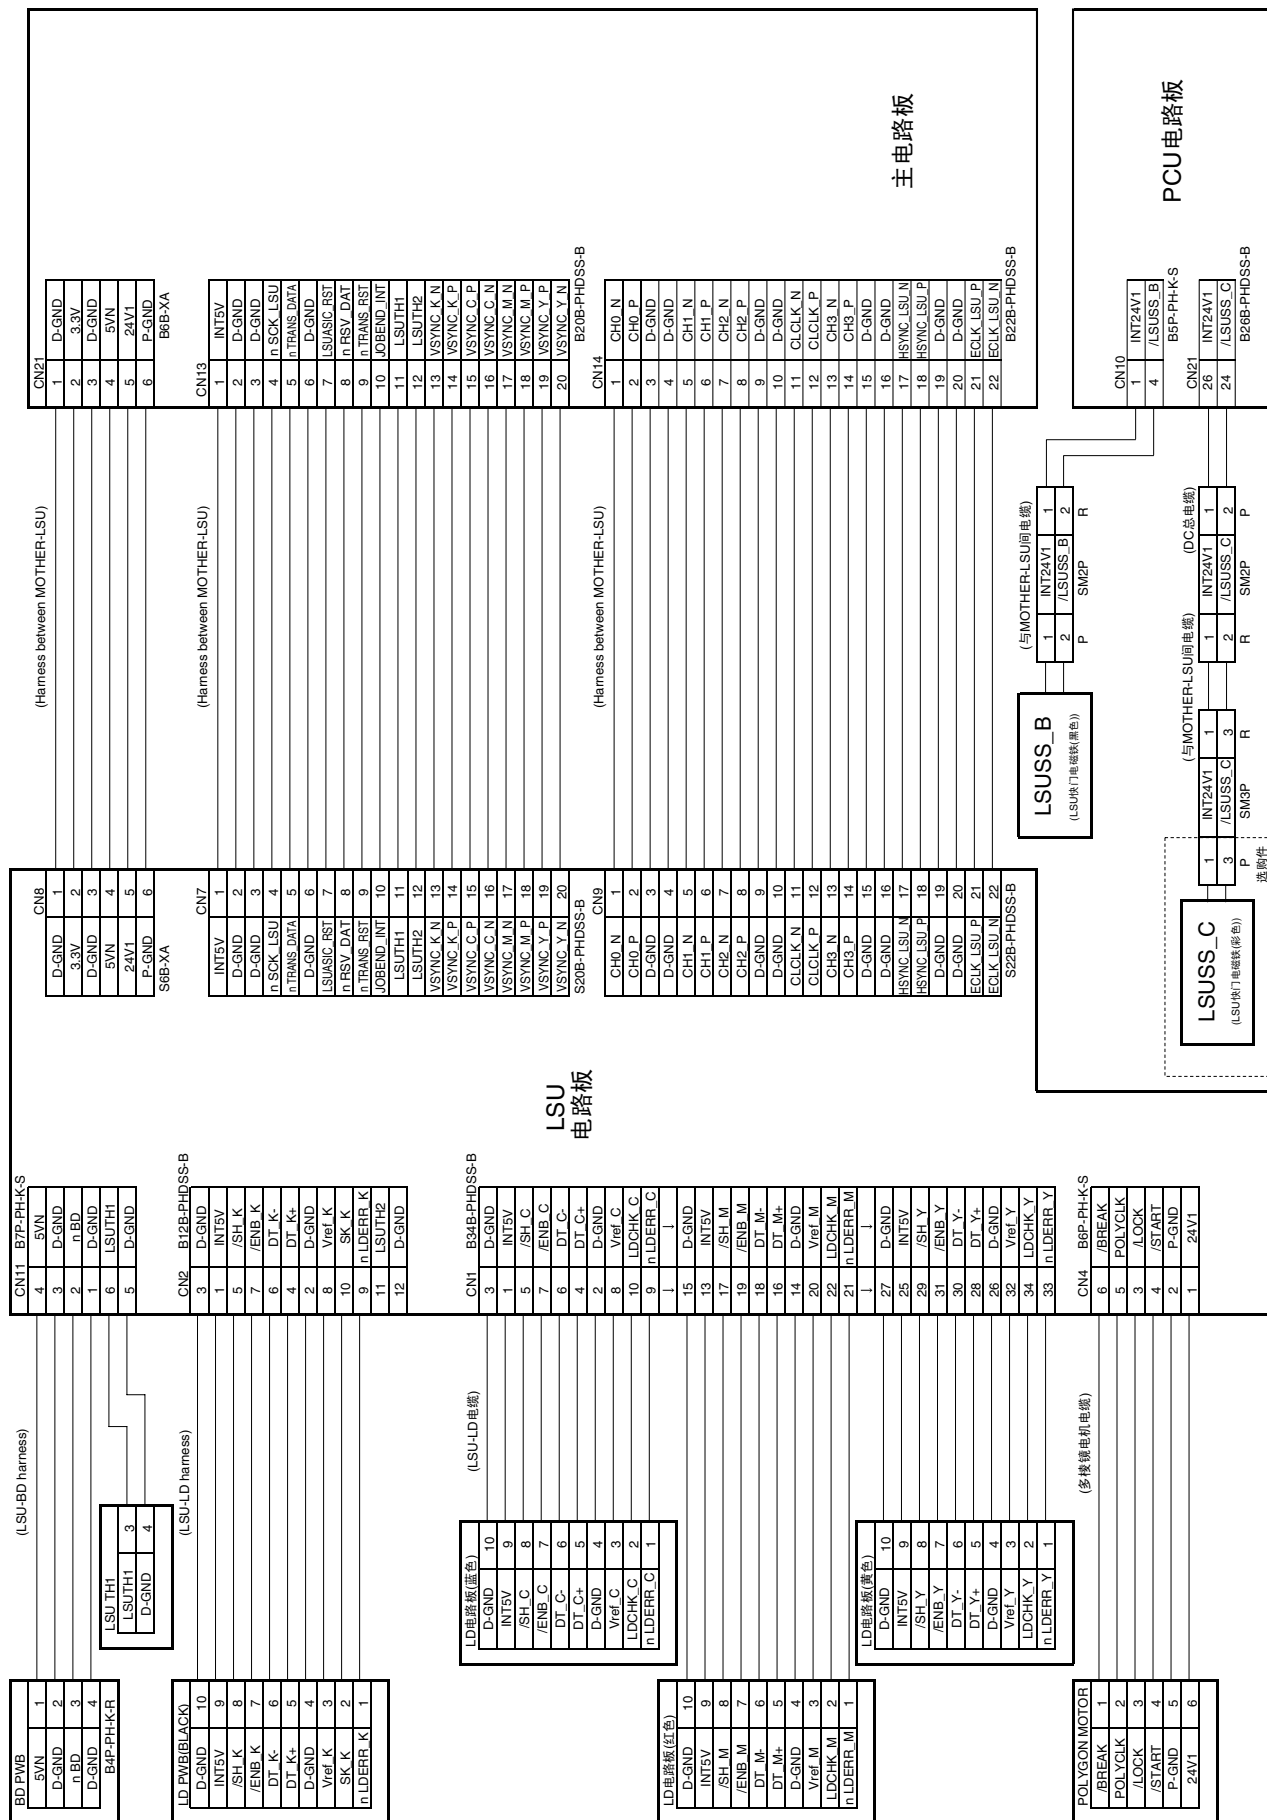 BD PWB
5VN 1
D-GND 2
n BD 3
D-GND 4
B4P-PH-K-R
(LSU-BD harness)
CN11 B7P-PH-K-S
4 5VN
3 D-GND
2 n BD
1 D-GND
6 LSUTH1
5 D-GND
LSU TH1
LSUTH1 3
D-GND 4
LD PWB(BLACK)
D-GND 10
INT5V 9
/SH_K 8
/ENB_K 7
DT_K- 6
DT_K+ 5
D-GND 4
Vref_K 3
SK_K 2
n LDERR_K 1
(LSU-LD harness)
CN2 B12B-PHDSS-B
3 D-GND
1 INT5V
5 /SH_K
7 /ENB_K
6 DT_K-
4 DT_K+
2 D-GND
8 Vref_K
10 SK_K
9 n LDERR_K
11 LSUTH2
12 D-GND
LD电路板(蓝色)
D-GND 10
INT5V 9
/SH_C 8
/ENB_C 7
DT_C- 6
DT_C+ 5
D-GND 4
Vref_C 3
LDCHK_C 2
n LDERR_C 1
(LSU-LD电缆)
LD电路板(红色)
D-GND 10
INT5V 9
/SH_M 8
/ENB_M 7
DT_M- 6
DT_M+ 5
D-GND 4
Vref_M 3
LDCHK_M 2
n LDERR_M 1
LD电路板(黄色)
D-GND 10
INT5V 9
/SH_Y 8
/ENB_Y 7
DT_Y- 6
DT_Y+ 5
D-GND 4
Vref_Y 3
LDCHK_Y 2
n LDERR_Y 1
CN1 B34B-PHDSS-B
3 D-GND
1 INT5V
5 /SH_C
7 /ENB_C
6 DT_C-
4 DT_C+
2 D-GND
8 Vref_C
10 LDCHK_C
9 n LDERR_C
↓ ↓
15 D-GND
13 INT5V
17 /SH_M
19 /ENB_M
18 DT_M-
16 DT_M+
14 D-GND
20 Vref_M
22 LDCHK_M
21 n LDERR_M
↓ ↓
27 D-GND
25 INT5V
29 /SH_Y
31 /ENB_Y
30 DT_Y-
28 DT_Y+
26 D-GND
32 Vref_Y
34 LDCHK_Y
33 n LDERR_Y
POLYGON MOTOR
/BREAK 1
POLYCLK 2
/LOCK 3
/START 4
P-GND 5
24V1 6
(多棱镜电机电缆)
CN4 B6P-PH-K-S
6 /BREAK
5 POLYCLK
3 /LOCK
4 /START
2 P-GND
1 24V1
LSU
电路板
CN8
D-GND 1
3.3V 2
D-GND 3
5VN 4
24V1 5
P-GND 6
S6B-XA
(Harness between MOTHER-LSU)
CN21
1 D-GND
2 3.3V
3 D-GND
4 5VN
5 24V1
6 P-GND
B6B-XA
CN7
INT5V 1
D-GND 2
D-GND 3
n SCK_LSU 4
n TRANS_DATA 5
D-GND 6
LSUASIC_RST 7
n RSV_DAT 8
n TRANS_RST 9
JOBEND_INT 10
LSUTH1 11
LSUTH2 12
VSYNC_K_N 13
VSYNC_K_P 14
VSYNC_C_P 15
VSYNC_C_N 16
VSYNC_M_N 17
VSYNC_M_P 18
VSYNC_Y_P 19
VSYNC_Y_N 20
S20B-PHDSS-B
(Harness between MOTHER-LSU)
CN13
1 INT5V
2 D-GND
3 D-GND
4 n SCK_LSU
5 n TRANS_DATA
6 D-GND
7 LSUASIC_RST
8 n RSV_DAT
9 n TRANS_RST
10 JOBEND_INT
11 LSUTH1
12 LSUTH2
13 VSYNC_K_N
14 VSYNC_K_P
15 VSYNC_C_P
16 VSYNC_C_N
17 VSYNC_M_N
18 VSYNC_M_P
19 VSYNC_Y_P
20 VSYNC_Y_N
B20B-PHDSS-B
CN9
CH0_N 1
CH0_P 2
D-GND 3
D-GND 4
CH1_N 5
CH1_P 6
CH2_N 7
CH2_P 8
D-GND 9
D-GND 10
CLCLK_N 11
CLCLK_P 12
CH3_N 13
CH3_P 14
D-GND 15
D-GND 16
HSYNC_LSU_N 17
HSYNC_LSU_P 18
D-GND 19
D-GND 20
ECLK_LSU_P 21
ECLK_LSU_N 22
S22B-PHDSS-B
(Harness between MOTHER-LSU)
CN14
1 CH0_N
2 CH0_P
3 D-GND
4 D-GND
5 CH1_N
6 CH1_P
7 CH2_N
8 CH2_P
9 D-GND
10 D-GND
11 CLCLK_N
12 CLCLK_P
13 CH3_N
14 CH3_P
15 D-GND
16 D-GND
17 HSYNC_LSU_N
18 HSYNC_LSU_P
19 D-GND
20 D-GND
21 ECLK_LSU_P
22 ECLK_LSU_N
B22B-PHDSS-B
主电路板
LSUSS_B
(LSU快门电磁铁(黑色))
(与MOTHER-LSU间电缆)
1 INT24V1 1
2 /LSUSS_B 2
P SM2P R
CN10
1 INT24V1
4 /LSUSS_B
B5P-PH-K-S
PCU电路板
LSUSS_C
(LSU快门电磁铁(彩色))
选购件
1 INT24V1 1
3 /LSUSS_C 3
P SM3P R
(与MOTHER-LSU间电缆)
(DC总电缆)
1 INT24V1 1
2 /LSUSS_C 2
R SM2P P
CN21
26 INT24V1
24 /LSUSS_C
B28B-PHDSS-B